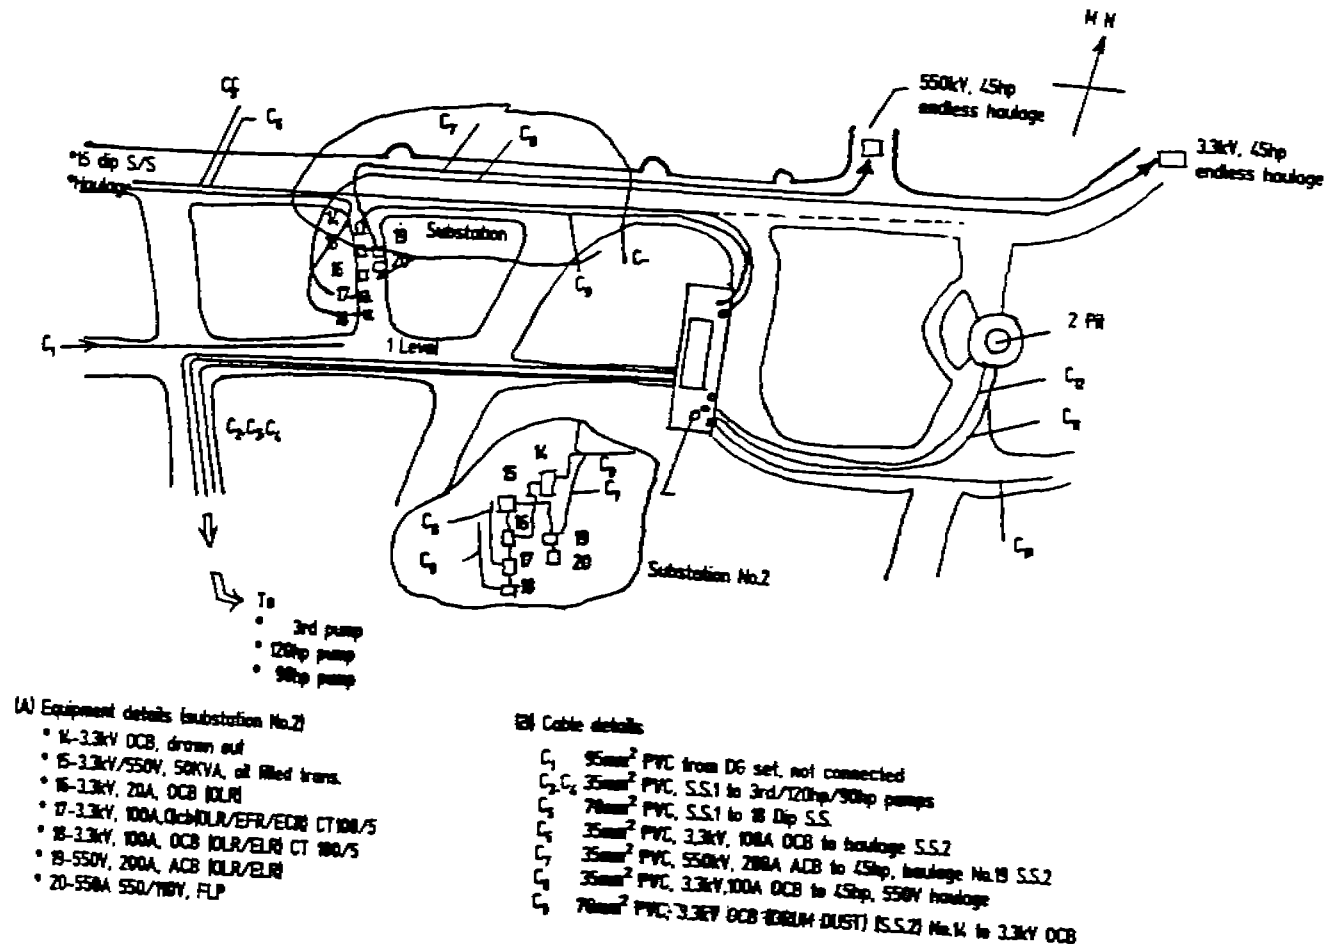 M N
550kV, 45hp
endless haulage
3.3kV, 45hp
endless haulage
C5
C6
C7
C8
*15 dip S/S
*Haulage
14
15
16
17
18
19
20
Substation
C9
C1
1 Level
2 Pit
C12
C11
C2,C3,C4
14
15
16
17
18
19
20
C9
C7
C8
Substation No.2
To
* 3rd pump
* 120hp pump
* 90hp pump
(A) Equipment details (substation No.2)
* 14-3.3kV OCB, drawn out
* 15-3.3kV/550V, 50KVA, oil filled trans.
* 16-3.3kV, 20A, OCB (OLR)
* 17-3.3kV, 100A, (OLR/EFR/ECR) CT100/5
* 18-3.3kV, 100A, OCB (OLR/ELR) CT 100/5
* 19-550V, 200A, ACB (OLR/ELR)
* 20-550A 550/110V, FLP
Cable details
C1 95mm² PVC from DG set, not connected
35mm² PVC, S.S.1 to 3rd/120hp/90hp pumps
C5 70mm² PVC, S.S.1 to Dip S.S.
C6 35mm² PVC, 3.3kV, 100A OCB to haulage S.S.2
C7 35mm² PVC, 550kV, 200A ACB to 45hp, haulage No.19 S.S.2
C8 35mm² PVC, 3.3kV,100A OCB to 45hp, 550V haulage
C9 70mm² PVC, 3.3kV OCB (S.S.2) No.14 to 3.3kV OCB